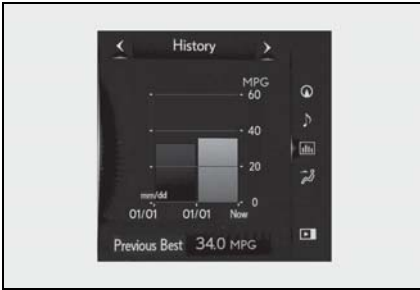 History
MPG
60
40
20
mm/dd
0
01/01 01/01 Now
Previous Best 34.0 MPG